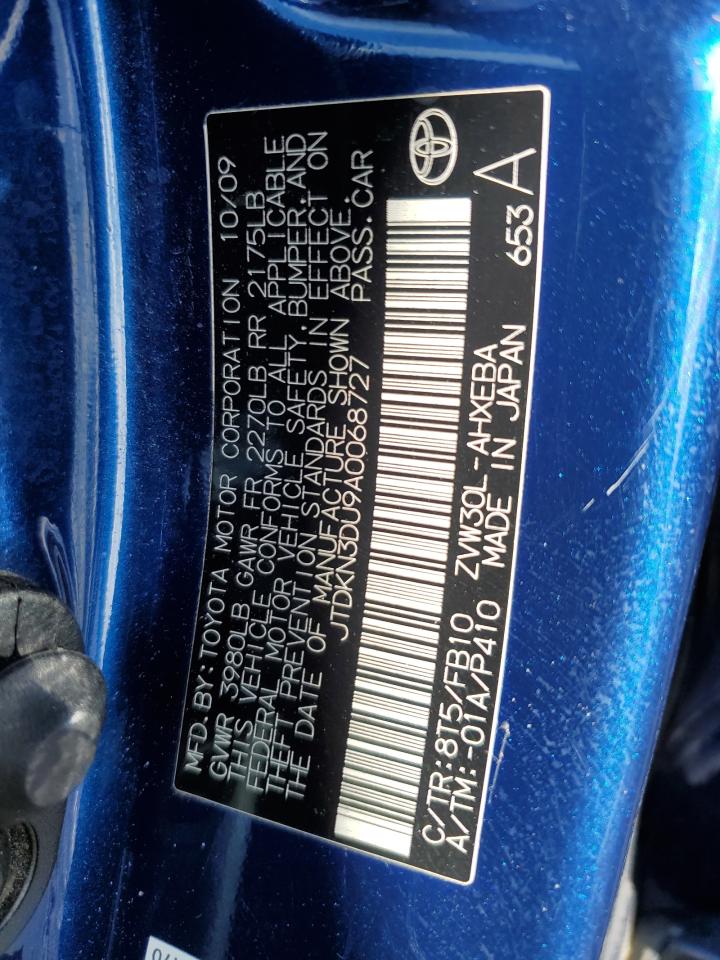 MFD.BY:TOYOTA MOTOR CORPORATION 10/09
GVWR 3980LB GAWR FR 2270LB RR 2175LB
THIS VEHICLE CONFORMS TO ALL APPLICABLE
FEDERAL MOTOR VEHICLE SAFETY, BUMPER, AND
THEFT PREVENTION STANDARDS IN EFFECT ON
THE DATE OF MANUFACTURE SHOWN ABOVE.
JTDKN3DU9A0068727 PASS.CAR
C/TR:8T5/FB10 ZVW30L-AHXEBA 653 A
A/TM:-01A/P410 MADE IN JAPAN